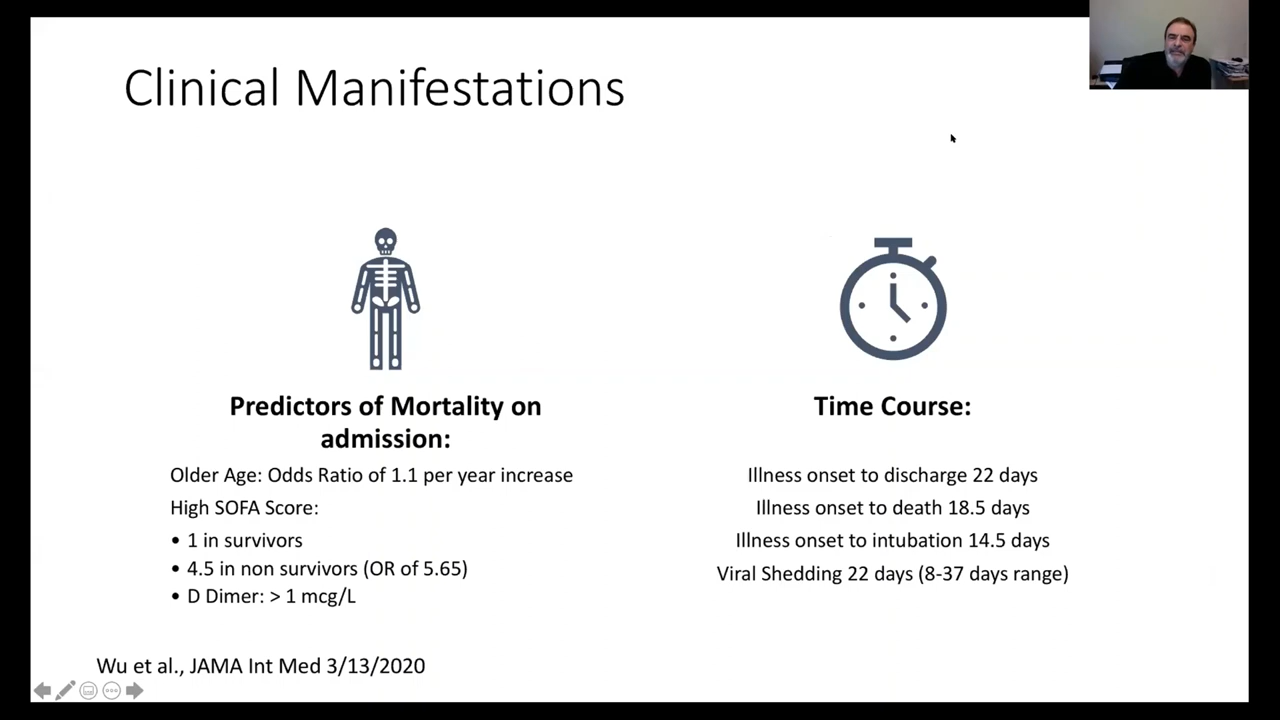 Clinical Manifestations
Predictors of Mortality on
admission:
Older Age: Odds Ratio of 1.1 per year increase
High SOFA Score:
• 1 in survivors
• 4.5 in non survivors (OR of 5.65)
• D Dimer: > 1 mcg/L
Time Course:
Illness onset to discharge 22 days
Illness onset to death 18.5 days
Illness onset to intubation 14.5 days
Viral Shedding 22 days (8-37 days range)
Wu et al., JAMA Int Med 3/13/2020